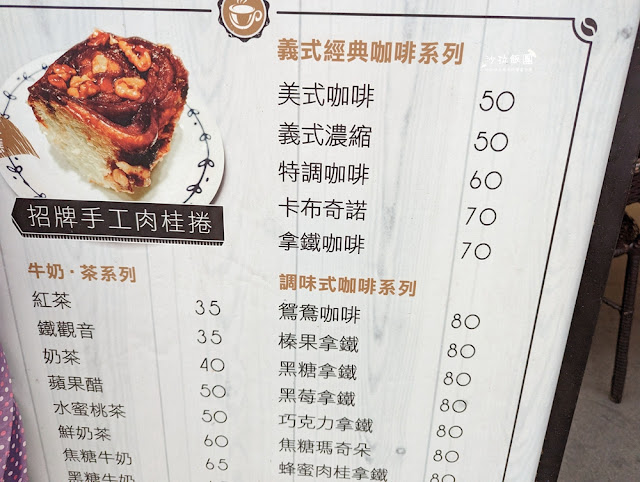 義式經典咖啡系列
美式咖啡 50
義式濃縮 50
特調咖啡 60
卡布奇諾 70
拿鐵咖啡 70
招牌手工肉桂捲
牛奶·茶系列
紅茶 35
鐵觀音 35
奶茶 40
蘋果醋 50
水蜜桃茶 50
鮮奶茶 60
焦糖牛奶 65
黑糖牛奶
調味式咖啡系列
鴛鴦咖啡 80
榛果拿鐵 80
黑糖拿鐵 80
黑莓拿鐵 80
巧克力拿鐵 80
焦糖瑪奇朵 80
蜂蜜肉桂拿鐵 80